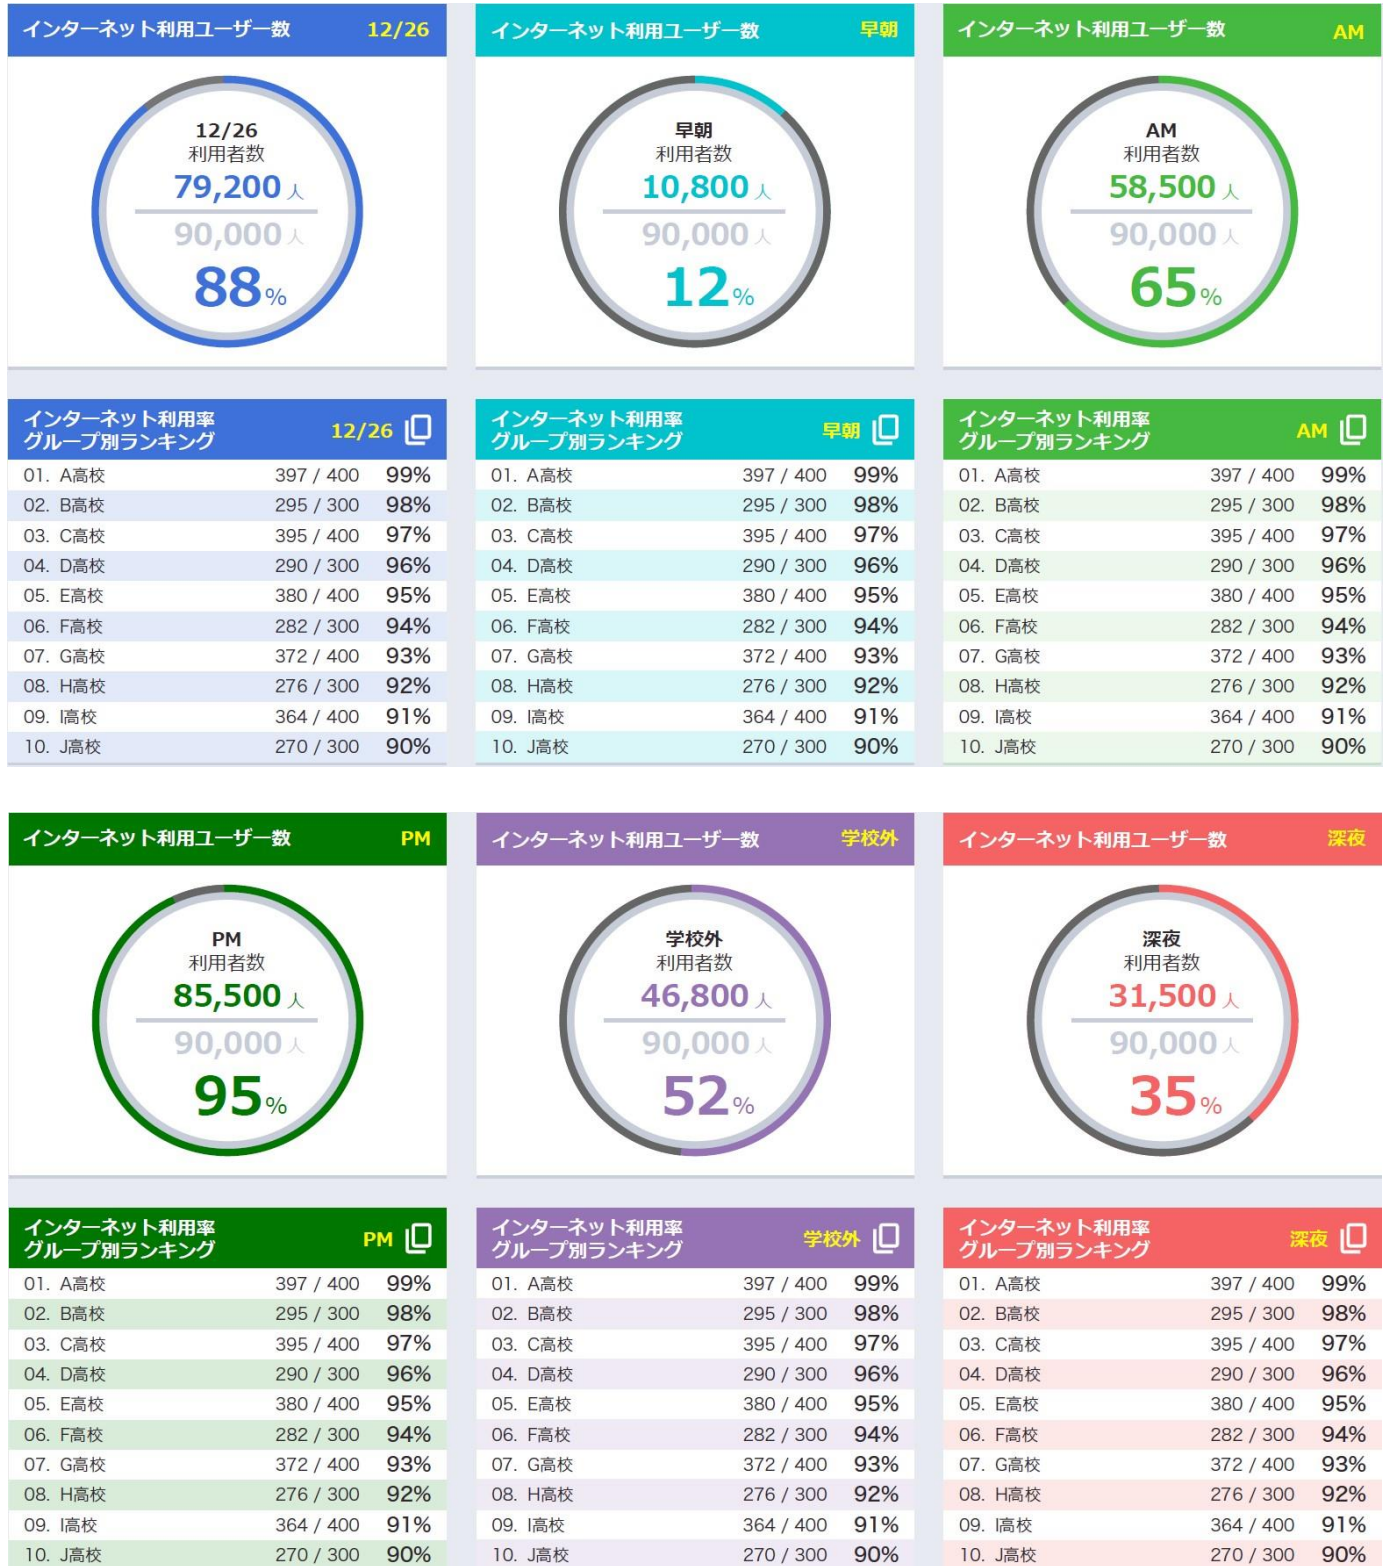 インターネット利用ユーザー数 12/26
12/26
利用者数
79,200人
90,000人
88%
インターネット利用ユーザー数 早朝
早朝
利用者数
10,800人
90,000人
12%
インターネット利用ユーザー数 AM
AM
利用者数
58,500人
90,000人
65%
インターネット利用率
グループ別ランキング 12/26
01. A高校 397 / 400 99%
02. B高校 295 / 300 98%
03. C高校 395 / 400 97%
04. D高校 290 / 300 96%
05. E高校 380 / 400 95%
06. F高校 282 / 300 94%
07. G高校 372 / 400 93%
08. H高校 276 / 300 92%
09. I高校 364 / 400 91%
10. J高校 270 / 300 90%
インターネット利用率
グループ別ランキング 早朝
01. A高校 397 / 400 99%
02. B高校 295 / 300 98%
03. C高校 395 / 400 97%
04. D高校 290 / 300 96%
05. E高校 380 / 400 95%
06. F高校 282 / 300 94%
07. G高校 372 / 400 93%
08. H高校 276 / 300 92%
09. I高校 364 / 400 91%
10. J高校 270 / 300 90%
インターネット利用率
グループ別ランキング AM
01. A高校 397 / 400 99%
02. B高校 295 / 300 98%
03. C高校 395 / 400 97%
04. D高校 290 / 300 96%
05. E高校 380 / 400 95%
06. F高校 282 / 300 94%
07. G高校 372 / 400 93%
08. H高校 276 / 300 92%
09. I高校 364 / 400 91%
10. J高校 270 / 300 90%
インターネット利用ユーザー数 PM
PM
利用者数
85,500人
90,000人
95%
インターネット利用ユーザー数 学校外
学校外
利用者数
46,800人
90,000人
52%
インターネット利用ユーザー数 深夜
深夜
利用者数
31,500人
90,000人
35%
インターネット利用率
グループ別ランキング PM
01. A高校 397 / 400 99%
02. B高校 295 / 300 98%
03. C高校 395 / 400 97%
04. D高校 290 / 300 96%
05. E高校 380 / 400 95%
06. F高校 282 / 300 94%
07. G高校 372 / 400 93%
08. H高校 276 / 300 92%
09. I高校 364 / 400 91%
10. J高校 270 / 300 90%
インターネット利用率
グループ別ランキング 学校外
01. A高校 397 / 400 99%
02. B高校 295 / 300 98%
03. C高校 395 / 400 97%
04. D高校 290 / 300 96%
05. E高校 380 / 400 95%
06. F高校 282 / 300 94%
07. G高校 372 / 400 93%
08. H高校 276 / 300 92%
09. I高校 364 / 400 91%
10. J高校 270 / 300 90%
インターネット利用率
グループ別ランキング 深夜
01. A高校 397 / 400 99%
02. B高校 295 / 300 98%
03. C高校 395 / 400 97%
04. D高校 290 / 300 96%
05. E高校 380 / 400 95%
06. F高校 282 / 300 94%
07. G高校 372 / 400 93%
08. H高校 276 / 300 92%
09. I高校 364 / 400 91%
10. J高校 270 / 300 90%